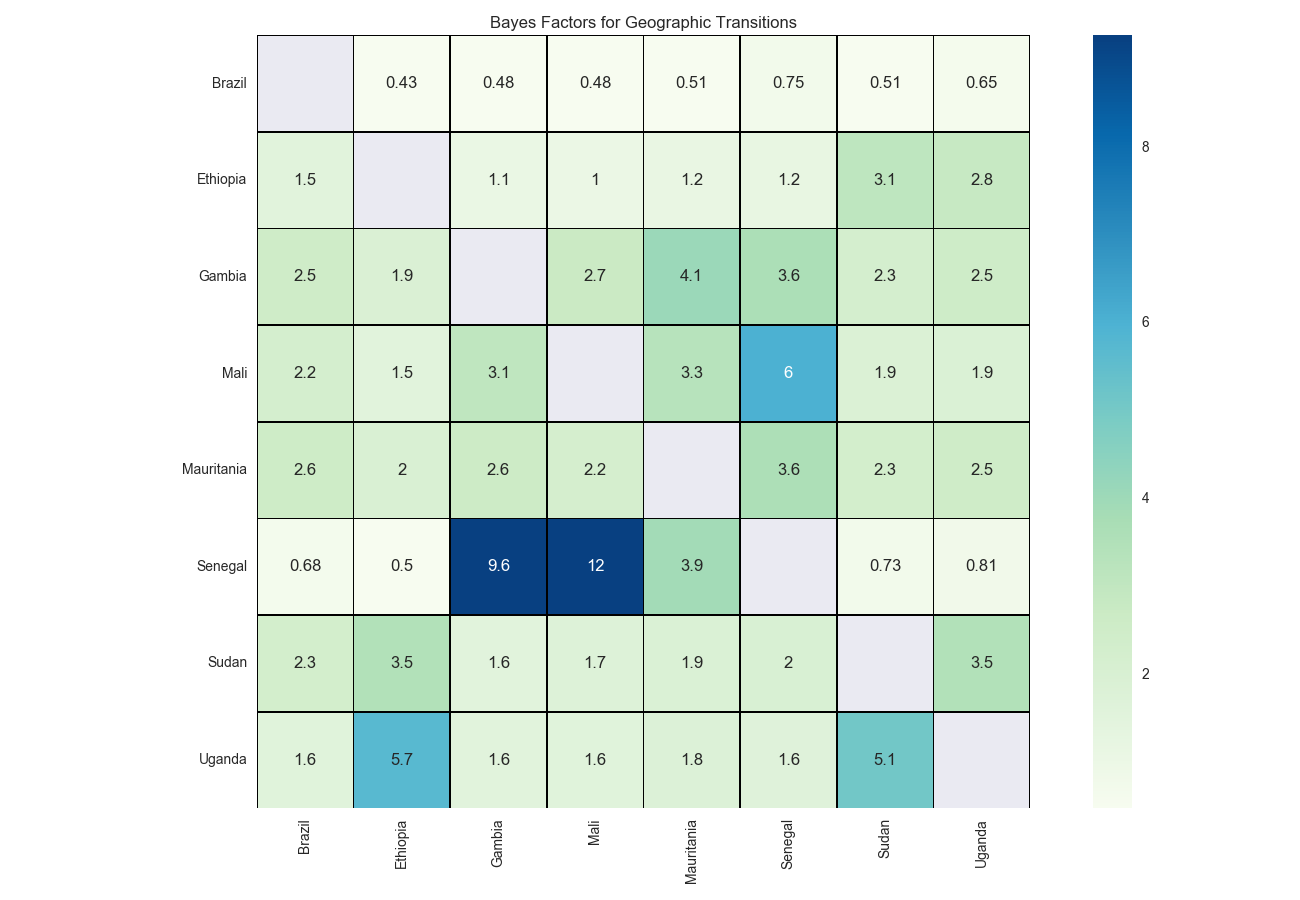 Bayes Factors for Geographic Transitions
Brazil 0.43 0.48 0.48 0.51 0.75 0.51 0.65
8
Ethiopia 1.5 1.1 1 1.2 1.2 3.1 2.8
Gambia 2.5 1.9 2.7 4.1 3.6 2.3 2.5
6
Mali 2.2 1.5 3.1 3.3 6 1.9 1.9
Mauritania 2.6 2 2.6 2.2 3.6 2.3 2.5
4
Senegal 0.68 0.5 9.6 12 3.9 0.73 0.81
Sudan 2.3 3.5 1.6 1.7 1.9 2 3.5
2
Uganda 1.6 5.7 1.6 1.6 1.8 1.6 5.1
Brazil
Ethiopia
Gambia
Mali
Mauritania
Senegal
Sudan
Uganda